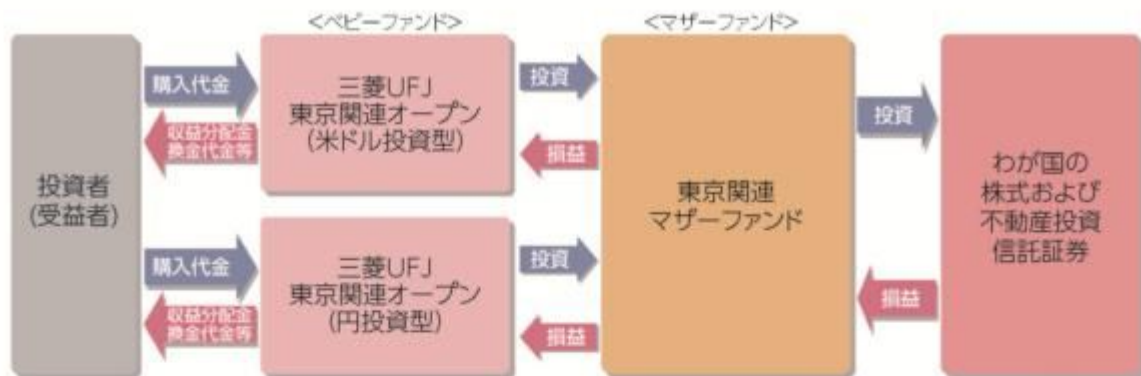 <ベビーファンド>
<マザーファンド>
投資者
(受益者)
購入代金
収益分配金
換金代金等
三菱UFJ
東京関連オープン
(米ドル投資型)
投資
損益
購入代金
収益分配金
換金代金等
三菱UFJ
東京関連オープン
(円投資型)
投資
損益
東京関連
マザーファンド
投資
損益
わが国の
株式および
不動産投資
信託証券